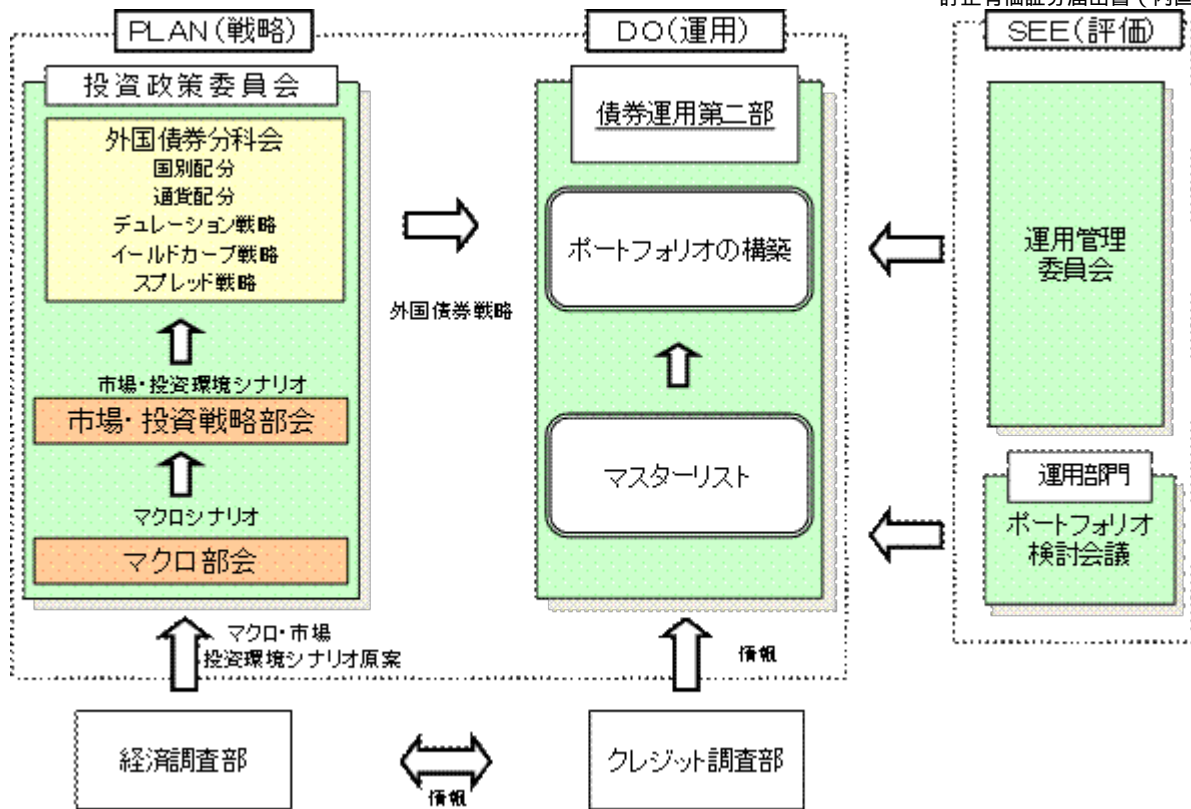 訂正有価証券届出書(内国
PLAN(戦略)
投資政策委員会
外国債券分科会
国別配分
通貨配分
デュレーション戦略
イールドカーブ戦略
スプレッド戦略
市場・投資環境シナリオ
市場・投資戦略部会
マクロシナリオ
マクロ部会
マクロ・市場
投資環境シナリオ原案
経済調査部
外国債券戦略
DO(運用)
債券運用第二部
ポートフォリオの構築
マスターリスト
情報
クレジット調査部
情報
SEE(評価)
運用管理
委員会
運用部門
ポートフォリオ
検討会議